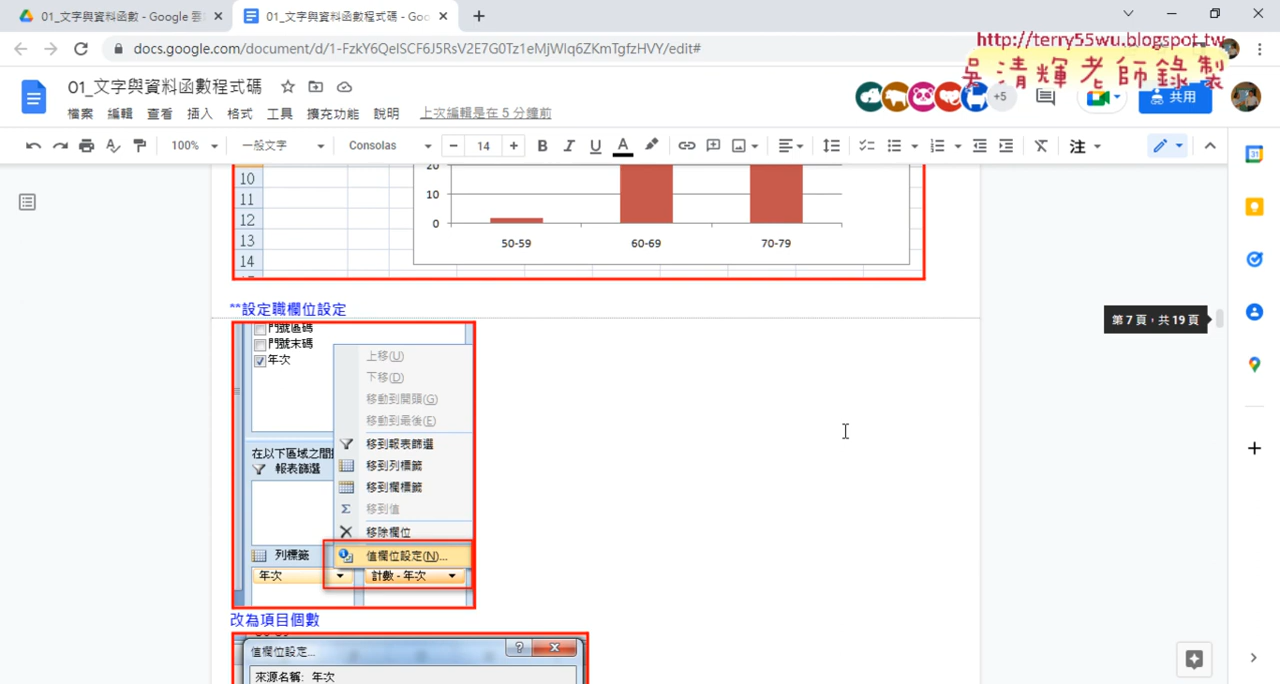 01_文字與資料函數 - Google 雲
01_文字與資料函數程式碼 - Goo
docs.google.com/document/d/1-FzkY6QelSCF6J5RsV2E7G0Tz1eMjWIq6ZKmTgfzHVY/edit#
http://terry55wu.blogspot.tw
吳清輝老師錄製
01_文字與資料函數程式碼
檔案 編輯 查看 插入 格式 工具 擴充功能 說明 上次編輯是在 5 分鐘前
+5
共用
100% 一般文字 Consolas 14 B I U A 注
20
10
0
50-59 60-69 70-79
10
11
12
13
14
**設定職欄位設定
第 7 頁，共 19 頁
門號區碼
門號末碼
年次
上移(U)
下移(D)
移動到開頭(G)
移動到最後(E)
移到報表篩選
移到列標籤
移到欄標籤
Σ 移到值
移除欄位
值欄位設定(N)...
在以下區域之間
報表篩選
列標籤
年次 計數 - 年次
改為項目個數
值欄位設定...
來源名稱: 年次